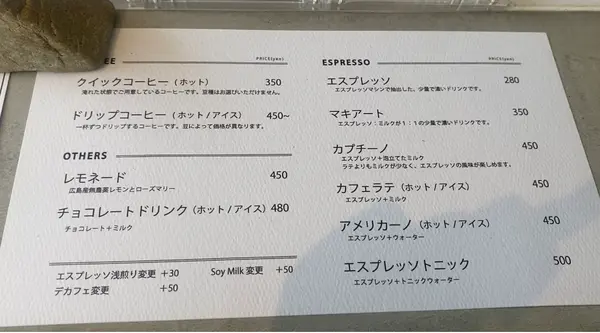 EE PRICE(yen)
クイックコーヒー(ホット) 350
淹れた状態でご用意しているコーヒーです。豆種はお選びいただけません。
ドリップコーヒー(ホット/アイス) 450~
一杯ずつドリップするコーヒーです。豆によって価格が異なります。
OTHERS
レモネード 450
広島産無農薬レモンとローズマリー
チョコレートドリンク(ホット/アイス) 480
チョコレート+ミルク
エスプレッソ浅煎り変更 +30 Soy Milk 変更 +50
デカフェ変更 +50
ESPRESSO PRICE(yen)
エスプレッソ 280
エスプレッソマシンで抽出した、少量で濃いドリンクです。
マキアート 350
エスプレッソ:ミルクが1:1の少量で濃いドリンクです。
カプチーノ 450
エスプレッソ+泡立てたミルク
ラテよりもミルクが少なく、エスプレッソの風味が楽しめます。
カフェラテ(ホット/アイス) 450
エスプレッソ+ミルク
アメリカーノ(ホット/アイス) 450
エスプレッソ+ウォーター
エスプレッソトニック 500
エスプレッソ+トニックウォーター